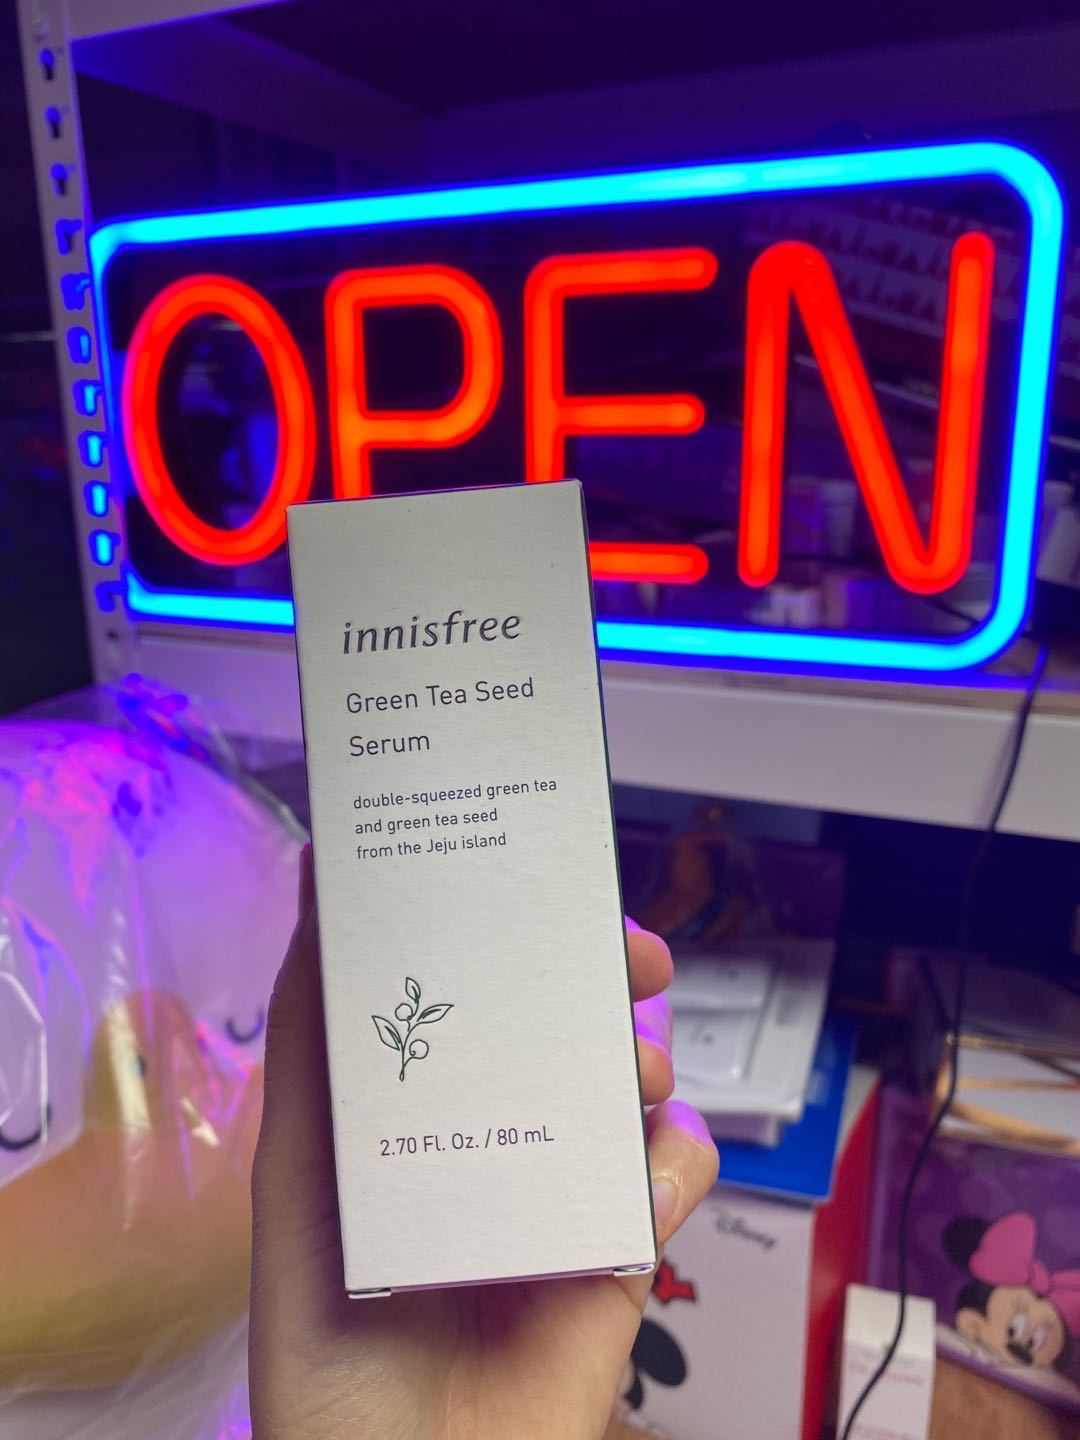 OPEN
innisfree
Green Tea Seed
Serum
double-squeezed green tea
and green tea seed
from the Jeju island
2.70 Fl. Oz. / 80 mL
Disney